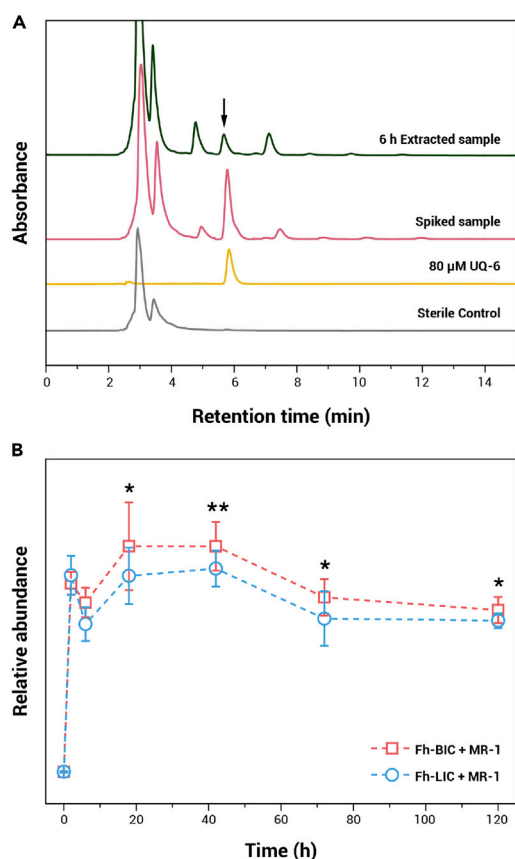 A
Absorbance
6 h Extracted sample
Spiked sample
80 µM UQ-6
Sterile Control
0 2 4 6 8 10 12 14
Retention time (min)
B
Relative abundance
* ** * *
Fh-BIC + MR-1
Fh-LIC + MR-1
0 20 40 60 80 100 120
Time (h)